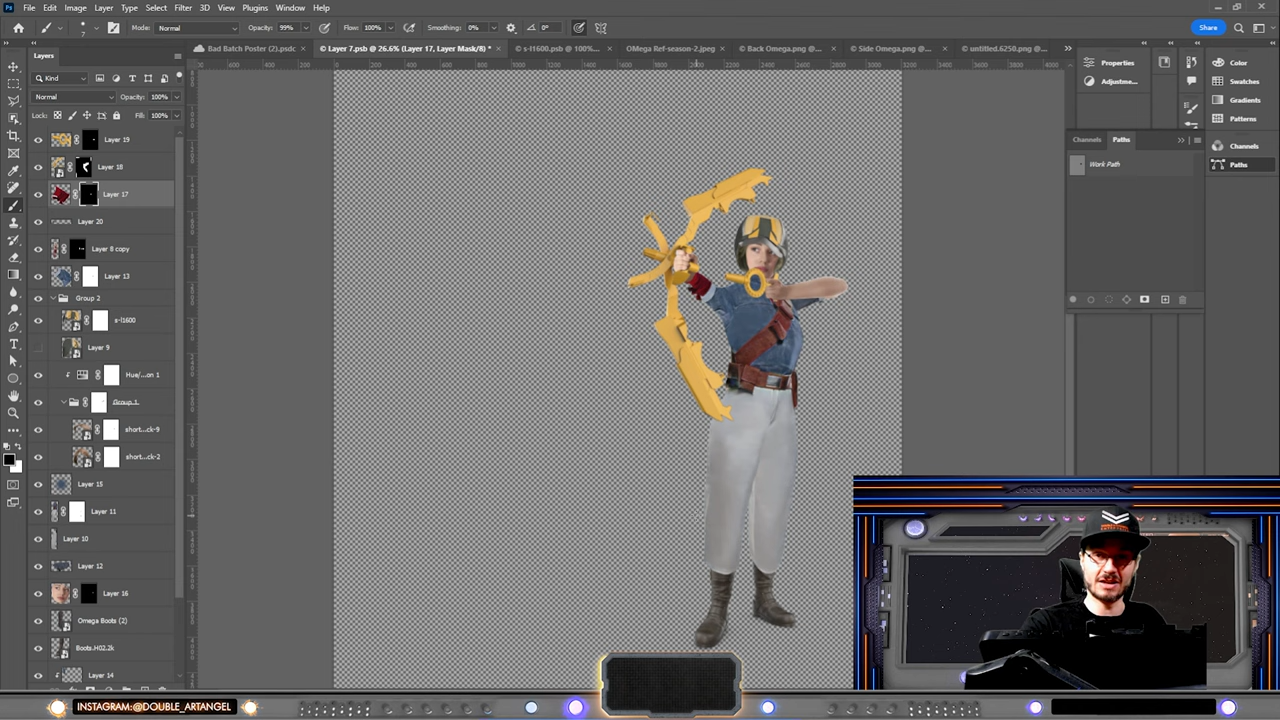 Ps File Edit Image Layer Type Select Filter 3D View Plugins Window Help
Mode: Normal Opacity: 99% Flow: 100% Smoothing: 0% 0° Share
Layers
Bad Batch Poster (2).psdc × © Layer 7.psb @ 26.6% (Layer 17, Layer Mask/8) * × © s-l1600.psb @ 100%... × OMega Ref-season-2.jpeg × © Back Omega.png @... × © Side Omega.png @... × © untitled.6250.png @...
Kind
Normal Opacity: 100%
Lock: Fill: 100%
Layer 19
Layer 18
Layer 17
Layer 20
Layer 8 copy
Layer 13
Group 2
s-l1600
Layer 9
Hue/...on 1
Group 1
short...ck-9
short...ck-2
Layer 15
Layer 11
Layer 10
Layer 12
Layer 16
Omega Boots (2)
Boots.H02.2k
Layer 14
Properties
Adjustme...
Channels Paths
Work Path
Color
Swatches
Gradients
Patterns
Channels
Paths
INSTAGRAM:@DOUBLE_ARTANGEL